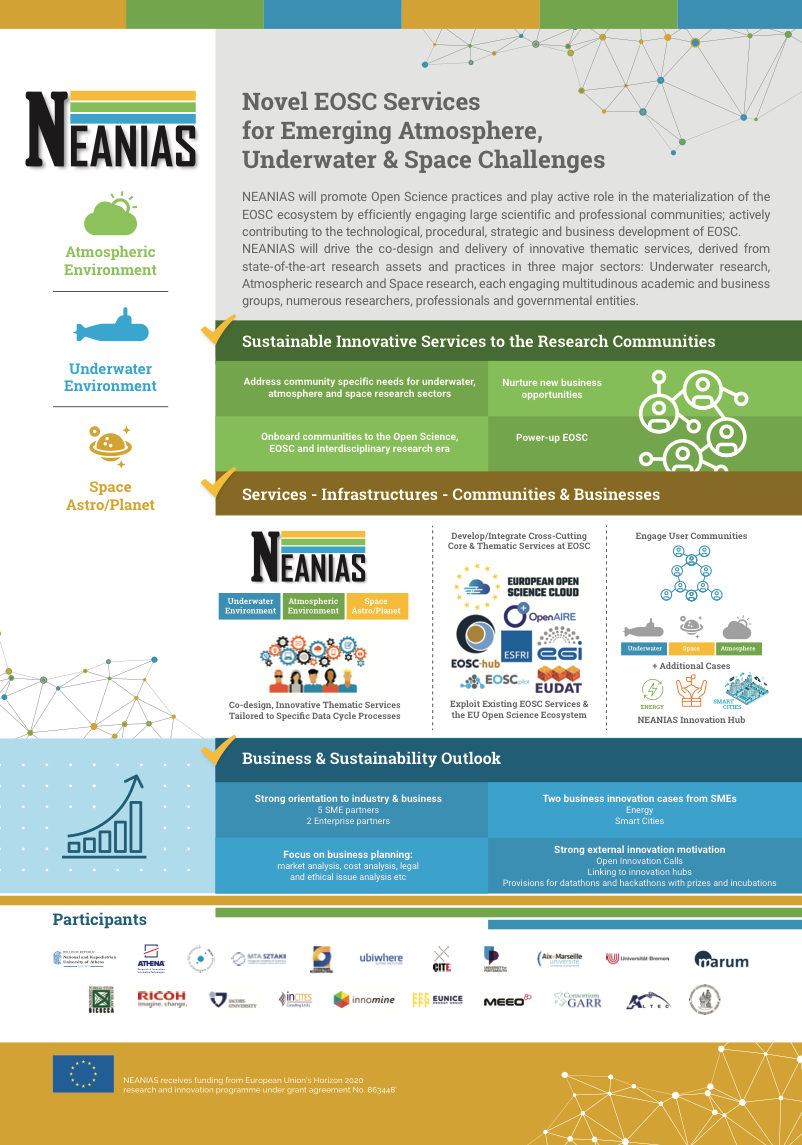 NEANIAS
Atmospheric
Environment
Underwater
Environment
Space
Astro/Planet
Novel EOSC Services
for Emerging Atmosphere,
Underwater & Space Challenges
NEANIAS will promote Open Science practices and play active role in the materialization of the
EOSC ecosystem by efficiently engaging large scientific and professional communities; actively
contributing to the technological, procedural, strategic and business development of EOSC.
NEANIAS will drive the co-design and delivery of innovative thematic services, derived from
state-of-the-art research assets and practices in three major sectors: Underwater research,
Atmospheric research and Space research, each engaging multitudinous academic and business
groups, numerous researchers, professionals and governmental entities.
Sustainable Innovative Services to the Research Communities
Address community specific needs for underwater,
atmosphere and space research sectors
Nurture new business
opportunities
Onboard communities to the Open Science,
EOSC and interdisciplinary research era
Power-up EOSC
Services - Infrastructures - Communities & Businesses
NEANIAS
Underwater
Environment
Atmospheric
Environment
Space
Astro/Planet
Co-design, Innovative Thematic Services
Tailored to Specific Data Cycle Processes
Develop/Integrate Cross-Cutting
Core & Thematic Services at EOSC
EUROPEAN OPEN
SCIENCE CLOUD
OpenAIRE
EOSC-hub
ESFRI
egi
EOSCpilot
EUDAT
Exploit Existing EOSC Services &
the EU Open Science Ecosystem
Engage User Communities
Underwater
Space
Atmosphere
+ Additional Cases
ENERGY
SMART
CITIES
NEANIAS Innovation Hub
Business & Sustainability Outlook
Strong orientation to industry & business
5 SME partners
2 Enterprise partners
Two business innovation cases from SMEs
Energy
Smart Cities
Focus on business planning:
market analysis, cost analysis, legal
and ethical issue analysis etc
Strong external innovation motivation
Open Innovation Calls
Linking to innovation hubs
Provisions for datathons and hackathons with prizes and incubations
Participants
National and Kapodistrian
University of Athens
ATHENA
MTA SZTAKI
ubiwhere
CITE
Aix*Marseille
université
Universität Bremen
marum
BICOCCA
RICOH
imagine. change.
JACOBS
UNIVERSITY
inCITES
innomine
EUNICE
ENERGY GROUP
MEEO
Consortium
GARR
ALTEC
NEANIAS receives funding from European Union's Horizon 2020
research and innovation programme under grant agreement No. 863448'